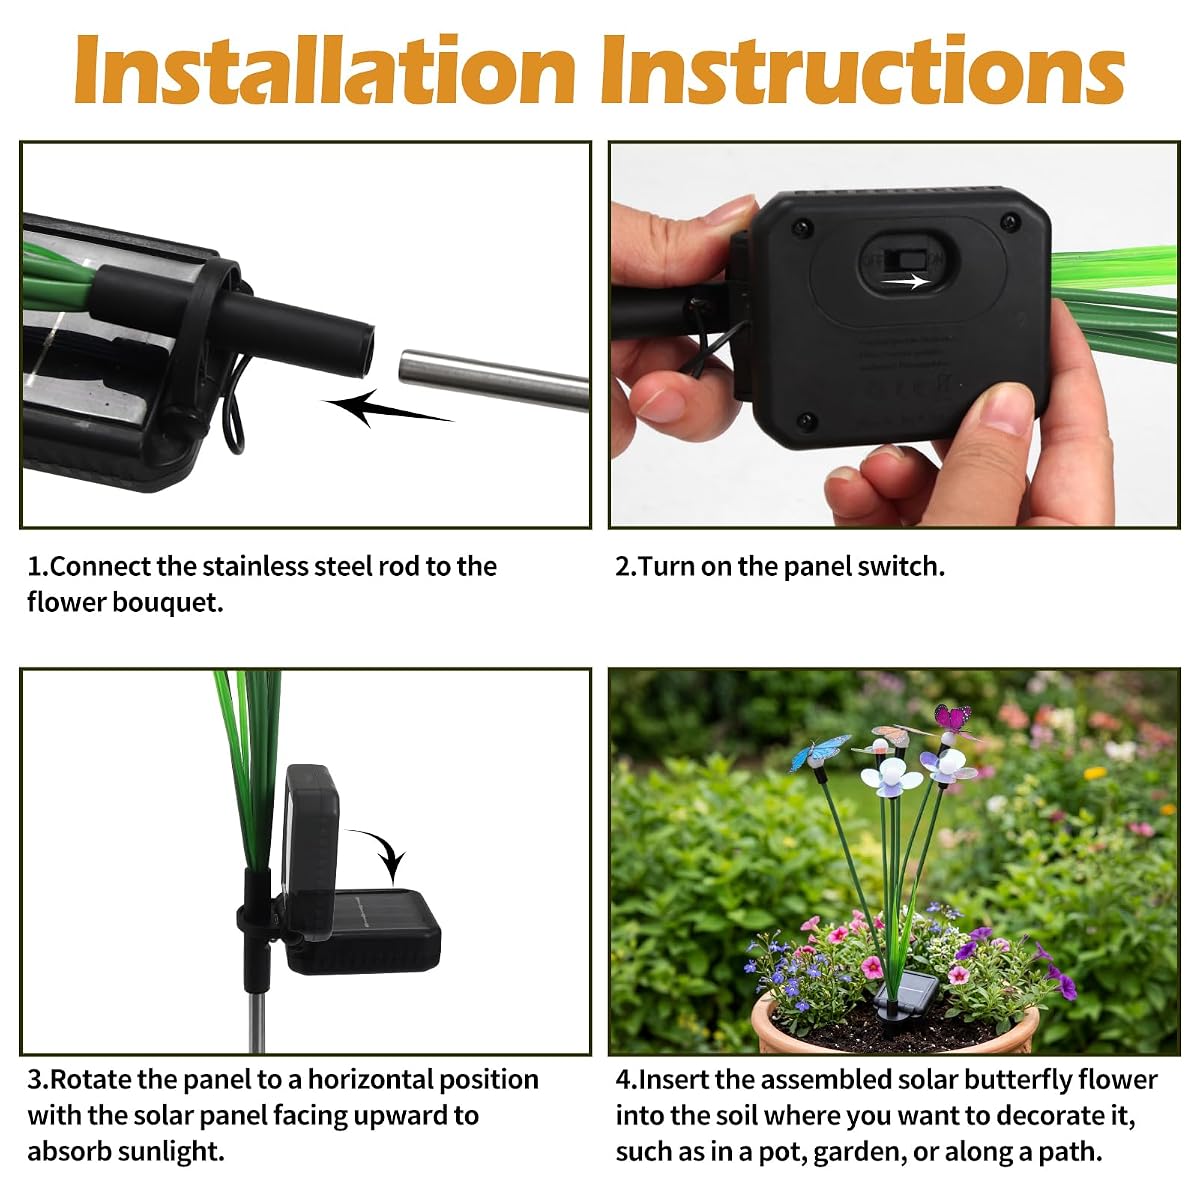 Installation Instructions
OFF ON
1.Connect the stainless steel rod to the
flower bouquet.
2.Turn on the panel switch.
3.Rotate the panel to a horizontal position
with the solar panel facing upward to
absorb sunlight.
4.Insert the assembled solar butterfly flower
into the soil where you want to decorate it,
such as in a pot, garden, or along a path.